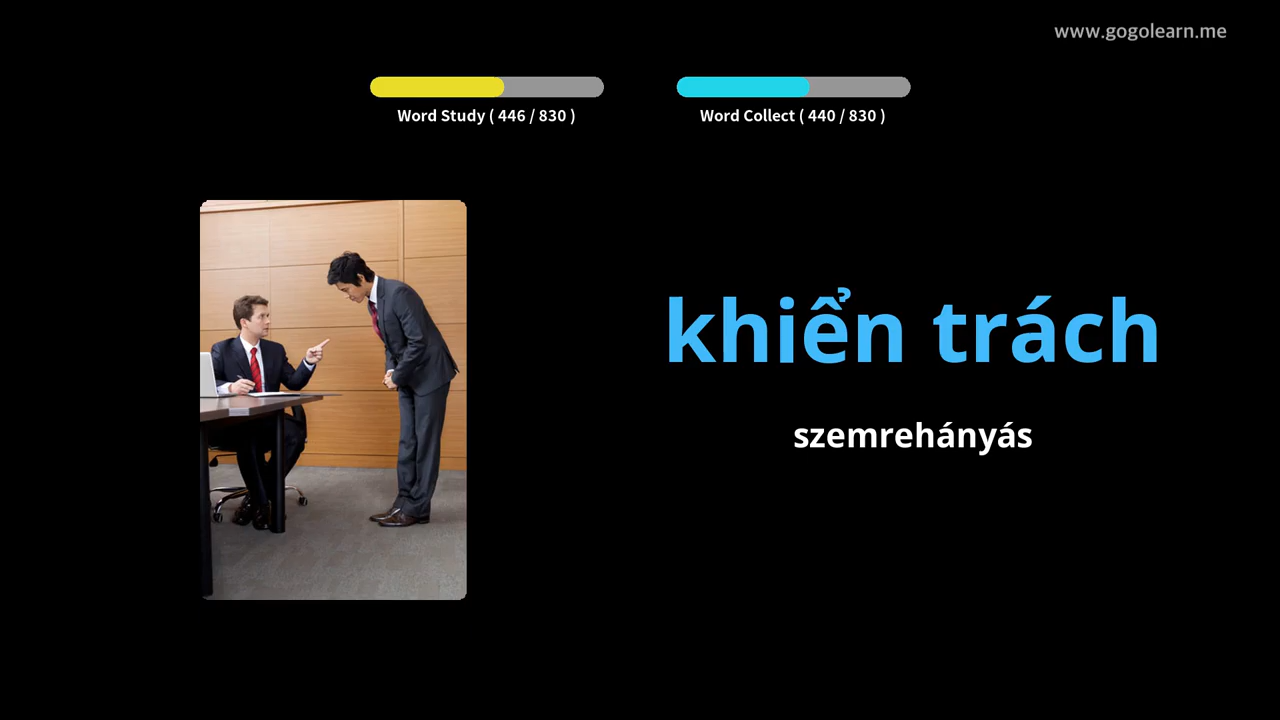 www.gogolearn.me
Word Study ( 446 / 830 )
Word Collect ( 440 / 830 )
khiển trách
szemrehányás